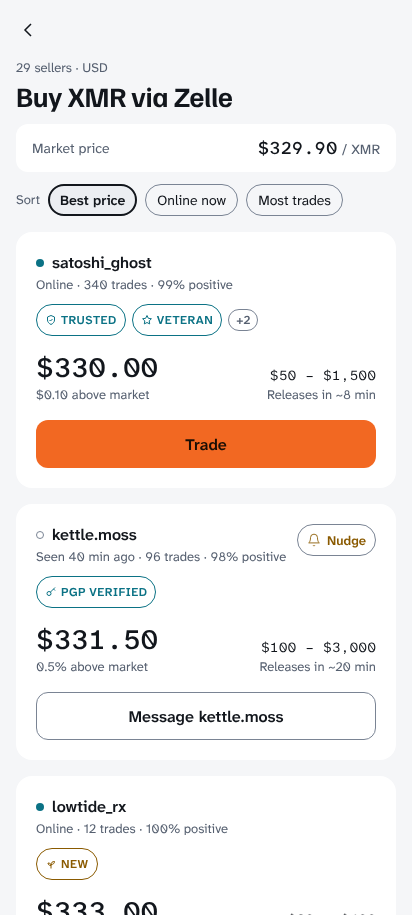 29 sellers · USD
Buy XMR via Zelle
Market price $329.90 / XMR
Sort Best price Online now Most trades
satoshi_ghost
Online · 340 trades · 99% positive
TRUSTED VETERAN +2
$330.00 $50 – $1,500
$0.10 above market Releases in ~8 min
Trade
kettle.moss Nudge
Seen 40 min ago · 96 trades · 98% positive
PGP VERIFIED
$331.50 $100 – $3,000
0.5% above market Releases in ~20 min
Message kettle.moss
lowtide_rx
Online · 12 trades · 100% positive
NEW
$333.00